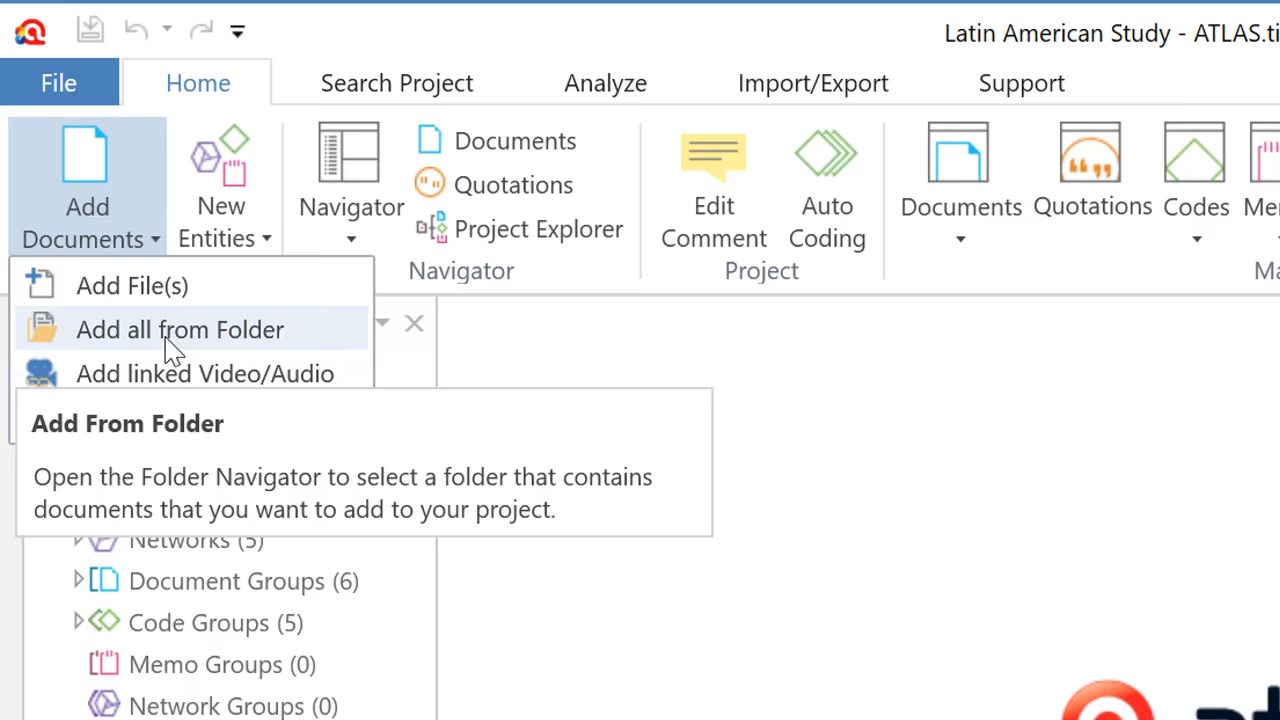 Latin American Study - ATLAS.ti
File Home Search Project Analyze Import/Export Support
Add Documents
New Entities
Navigator
Documents
Quotations
Project Explorer
Navigator
Edit Comment
Auto Coding
Project
Documents
Quotations
Codes
Add File(s)
Add all from Folder
Add linked Video/Audio
Add From Folder
Open the Folder Navigator to select a folder that contains
documents that you want to add to your project.
Networks (5)
Document Groups (6)
Code Groups (5)
Memo Groups (0)
Network Groups (0)